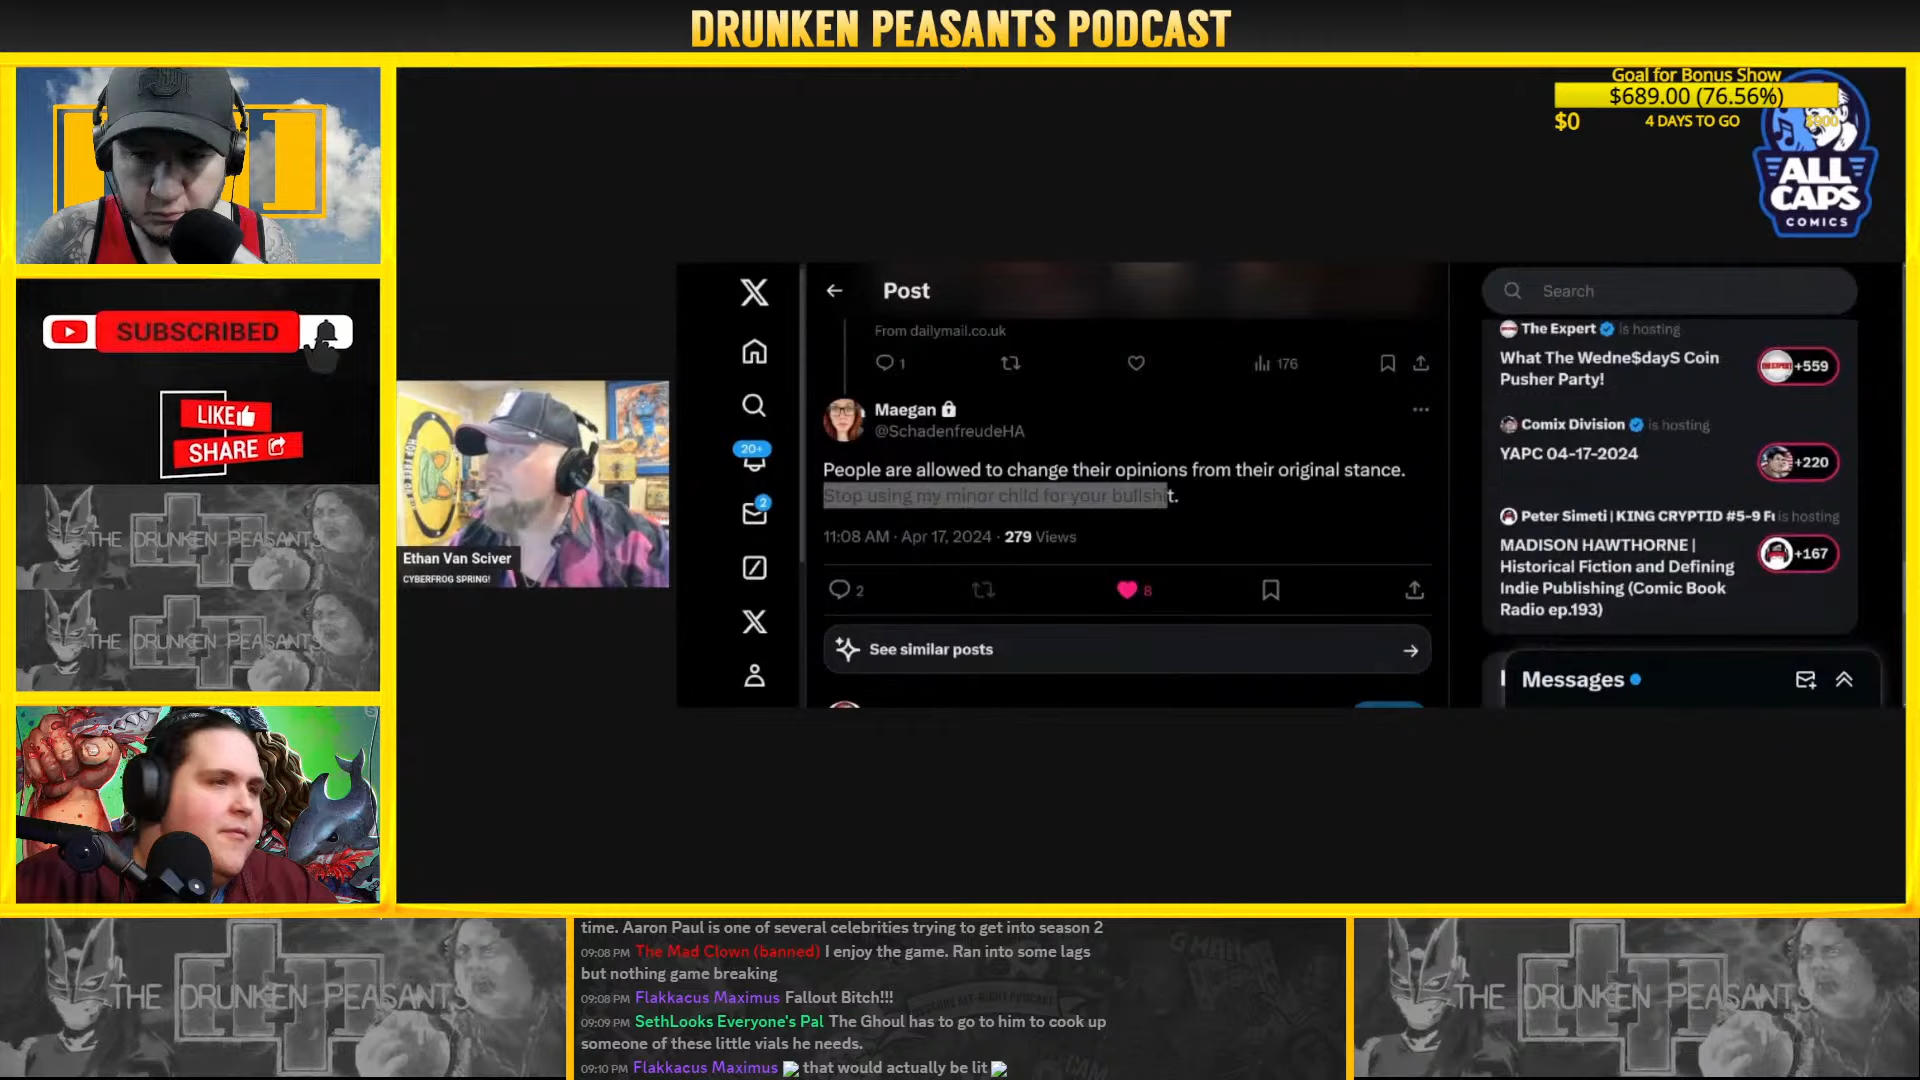 DRUNKEN PEASANTS PODCAST
Goal for Bonus Show
$689.00 (76.56%)
$0
4 DAYS TO GO
$900
ALL
CAPS
COMICS
SUBSCRIBED
LIKE
SHARE
THE DRUNKEN PEASANTS
THE DRUNKEN PEASANTS
Ethan Van Sciver
CYBERFROG SPRING!
20+
2
Post
From dailymail.co.uk
1
176
Maegan
@SchadenfreudeHA
People are allowed to change their opinions from their original stance.
Stop using my minor child for your bullshit.
11:08 AM · Apr 17, 2024 · 279 Views
2
8
See similar posts
Search
The Expert is hosting
What The Wedne$dayS Coin
Pusher Party!
+559
Comix Division is hosting
YAPC 04-17-2024
+220
Peter Simeti | KING CRYPTID #5-9 Fu is hosting
MADISON HAWTHORNE |
Historical Fiction and Defining
Indie Publishing (Comic Book
Radio ep.193)
+167
Messages
THE DRUNKEN PEASANTS
time. Aaron Paul is one of several celebrities trying to get into season 2
09:08 PM The Mad Clown (banned) I enjoy the game. Ran into some lags
but nothing game breaking
09:08 PM Flakkacus Maximus Fallout Bitch!!!
09:09 PM SethLooks Everyone's Pal The Ghoul has to go to him to cook up
someone of these little vials he needs.
09:10 PM Flakkacus Maximus that would actually be lit
THE DRUNKEN PEASANTS